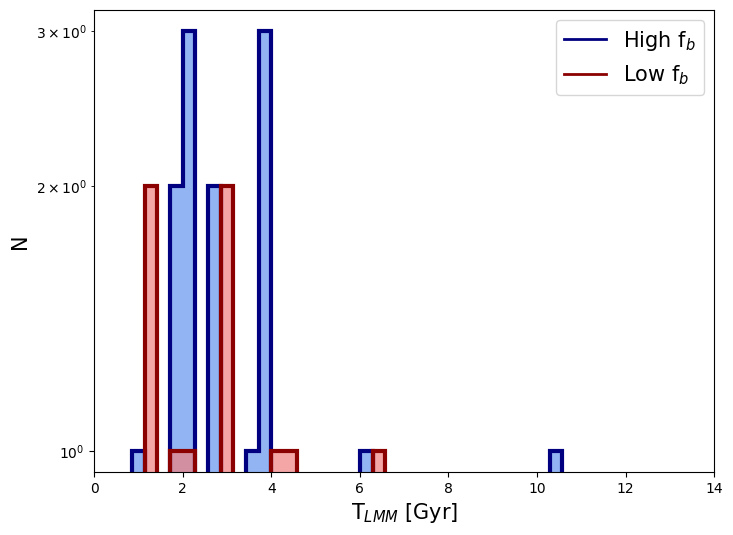 3 × 10⁰
2 × 10⁰
10⁰
N
0 2 4 6 8 10 12 14
T_LMM [Gyr]
High f_b
Low f_b